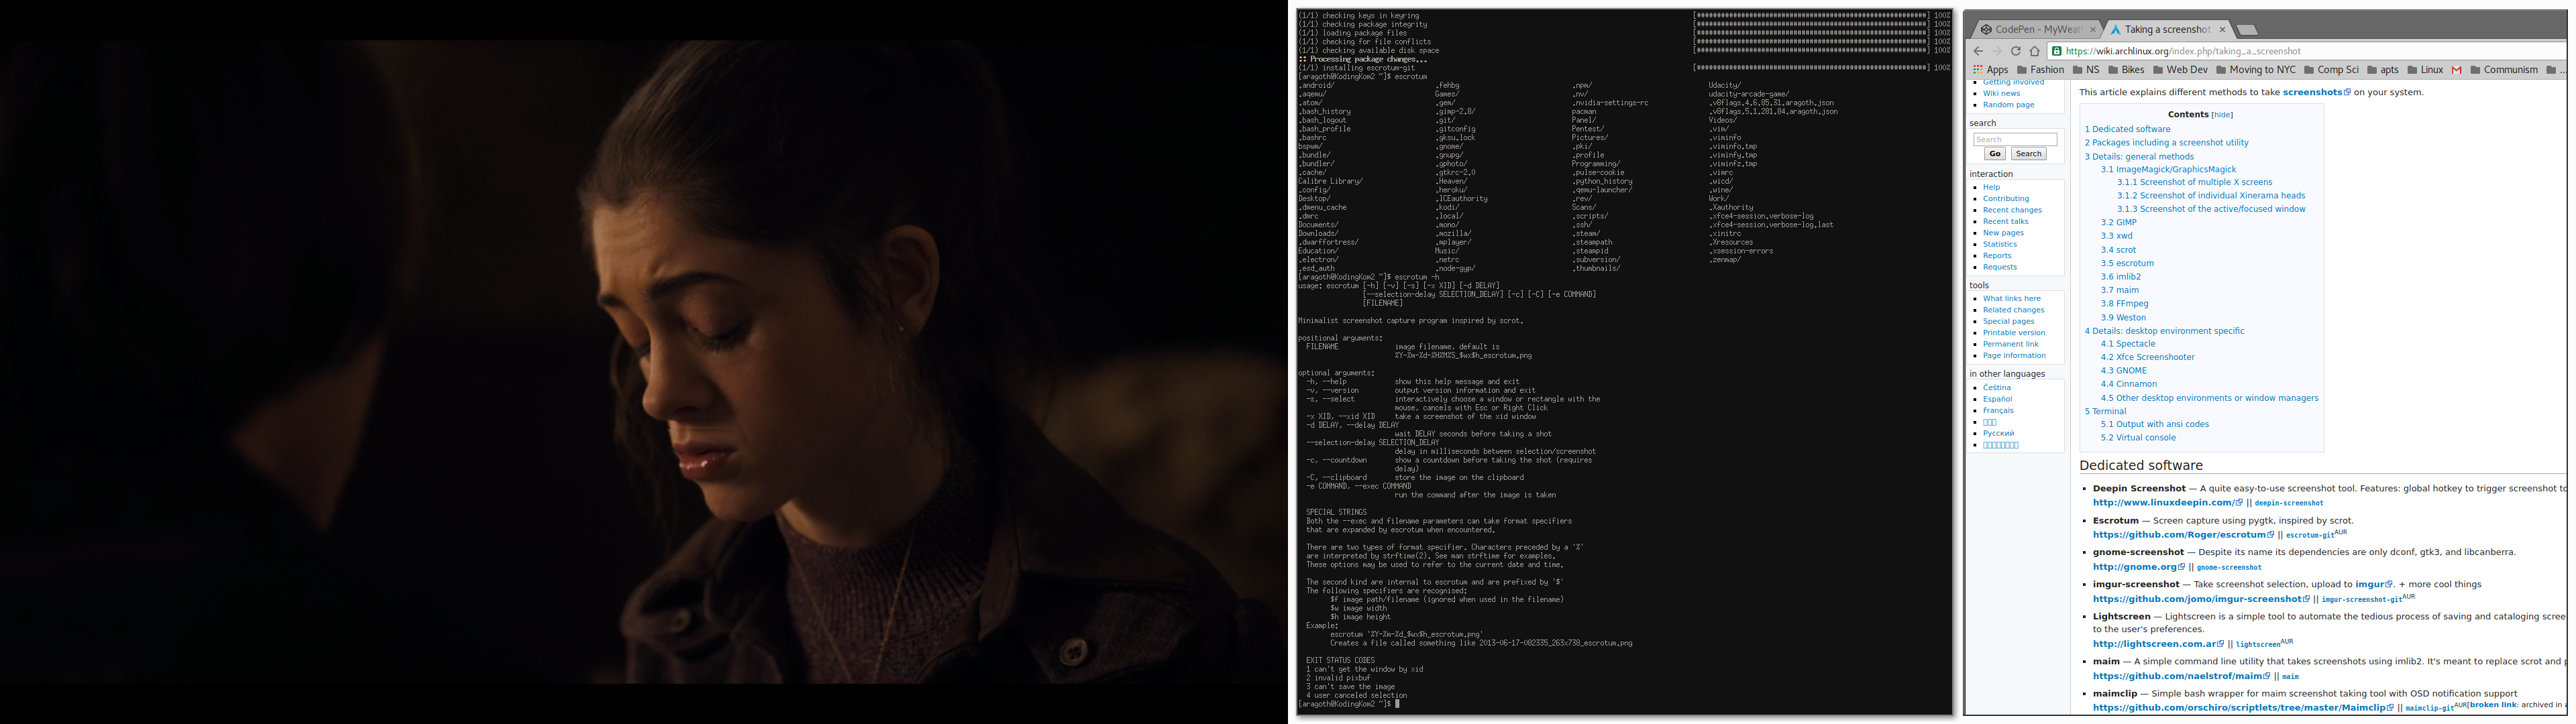 (1/1) checking keys in keyring [######] 100%
(1/1) checking package integrity [######] 100%
(1/1) loading package files [######] 100%
(1/1) checking for file conflicts [######] 100%
(1/1) checking available disk space [######] 100%
:: Processing package changes...
(1/1) installing escrotum-git [######] 100%
[aragoth@KodingKom2 ~]$ escrotum
.android/ .fehbg .npm/ Udacity/
.aqemu/ Games/ .nv/ udacity-arcade-game/
.atom/ .gem/ .nvidia-settings-rc .v8flags.4.6.85.31.aragoth.json
.bash_history .gimp-2.8/ pacman .v8flags.5.1.281.84.aragoth.json
.bash_logout .git/ Panel/ Videos/
.bash_profile .gitconfig Pentest/ .vim/
.bashrc .gksu.lock Pictures/ .viminfo
bspwm/ .gnome/ .pki/ .viminfo.tmp
.bundle/ .gnupg/ .profile .viminfy.tmp
.bundler/ .gphoto/ Programming/ .viminfz.tmp
.cache/ .gtkrc-2.0 .pulse-cookie .vimrc
Calibre Library/ .Heaven/ .python_history .wicd/
.config/ .heroku/ .qemu-launcher/ .wine/
Desktop/ .ICEauthority .rev/ Work/
.dmenu_cache .kodi/ Scans/ .Xauthority
.dmrc .local/ .scripts/ .xfce4-session.verbose-log
Documents/ .mono/ .ssh/ .xfce4-session.verbose-log.last
Downloads/ .mozilla/ .steam/ .xinitrc
.dwarffortress/ .mplayer/ .steampath .Xresources
Education/ Music/ .steampid .xsession-errors
.electron/ .netrc .subversion/ .zenmap/
.esd_auth .node-gyp/ .thumbnails/
[aragoth@KodingKom2 ~]$ escrotum -h
usage: escrotum [-h] [-v] [-s] [-x XID] [-d DELAY]
[--selection-delay SELECTION_DELAY] [-c] [-C] [-e COMMAND]
[FILENAME]
Minimalist screenshot capture program inspired by scrot.
positional arguments:
FILENAME image filename, default is
%Y-%m-%d-%H%M%S_$wx$h_escrotum.png
optional arguments:
-h, --help show this help message and exit
-v, --version output version information and exit
-s, --select interactively choose a window or rectangle with the
mouse, cancels with Esc or Right Click
-x XID, --xid XID take a screenshot of the xid window
-d DELAY, --delay DELAY
wait DELAY seconds before taking a shot
--selection-delay SELECTION_DELAY
delay in milliseconds between selection/screenshot
-c, --countdown show a countdown before taking the shot (requires
delay)
-C, --clipboard store the image on the clipboard
-e COMMAND, --exec COMMAND
run the command after the image is taken
SPECIAL STRINGS
Both the --exec and filename parameters can take format specifiers
that are expanded by escrotum when encountered.
There are two types of format specifier. Characters preceded by a '%'
are interpreted by strftime(2). See man strftime for examples.
These options may be used to refer to the current date and time.
The second kind are internal to escrotum and are prefixed by '$'
The following specifiers are recognised:
$f image path/filename (ignored when used in the filename)
$w image width
$h image height
Example:
escrotum '%Y-%m-%d_$wx$h_escrotum.png'
Creates a file called something like 2013-06-17-082335_263x738_escrotum.png
EXIT STATUS CODES
1 can't get the window by xid
2 invalid pixbuf
3 can't save the image
4 user canceled selection
[aragoth@KodingKom2 ~]$
CodePen - MyWeat
Taking a screenshot
https://wiki.archlinux.org/index.php/taking_a_screenshot
Apps Fashion NS Bikes Web Dev Moving to NYC Comp Sci apts Linux Communism ...
Getting involved
Wiki news
Random page
search
Search
Go Search
interaction
Help
Contributing
Recent changes
Recent talks
New pages
Statistics
Reports
Requests
tools
What links here
Related changes
Special pages
Printable version
Permanent link
Page information
in other languages
Čeština
Español
Français
Русский
This article explains different methods to take screenshots on your system.
Contents [hide]
1 Dedicated software
2 Packages including a screenshot utility
3 Details: general methods
3.1 ImageMagick/GraphicsMagick
3.1.1 Screenshot of multiple X screens
3.1.2 Screenshot of individual Xinerama heads
3.1.3 Screenshot of the active/focused window
3.2 GIMP
3.3 xwd
3.4 scrot
3.5 escrotum
3.6 imlib2
3.7 maim
3.8 FFmpeg
3.9 Weston
4 Details: desktop environment specific
4.1 Spectacle
4.2 Xfce Screenshooter
4.3 GNOME
4.4 Cinnamon
4.5 Other desktop environments or window managers
5 Terminal
5.1 Output with ansi codes
5.2 Virtual console
Dedicated software
Deepin Screenshot — A quite easy-to-use screenshot tool. Features: global hotkey to trigger screenshot to
http://www.linuxdeepin.com/ || deepin-screenshot
Escrotum — Screen capture using pygtk, inspired by scrot.
https://github.com/Roger/escrotum || escrotum-git AUR
gnome-screenshot — Despite its name its dependencies are only dconf, gtk3, and libcanberra.
http://gnome.org || gnome-screenshot
imgur-screenshot — Take screenshot selection, upload to imgur. + more cool things
https://github.com/jomo/imgur-screenshot || imgur-screenshot-git AUR
Lightscreen — Lightscreen is a simple tool to automate the tedious process of saving and cataloging scree
to the user's preferences.
http://lightscreen.com.ar || lightscreen AUR
maim — A simple command line utility that takes screenshots using imlib2. It's meant to replace scrot and p
https://github.com/naelstrof/maim || maim
maimclip — Simple bash wrapper for maim screenshot taking tool with OSD notification support
https://github.com/orschiro/scriptlets/tree/master/Maimclip || maimclip-git AUR [broken link: archived in